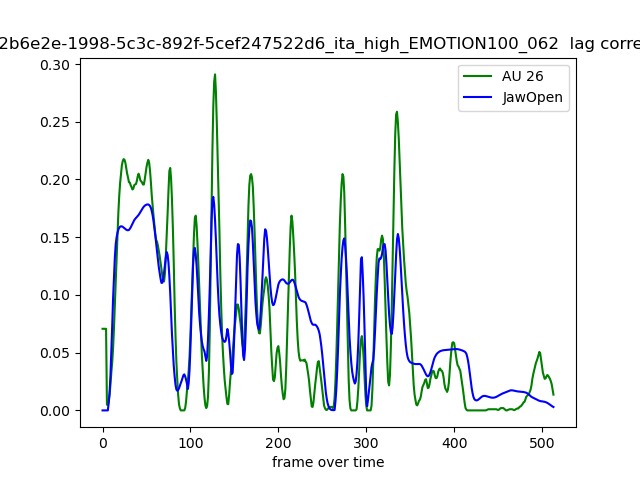 2b6e2e-1998-5c3c-892f-5cef247522d6_ita_high_EMOTION100_062 lag corre
0.30
AU 26
JawOpen
0.25
0.20
0.15
0.10
0.05
0.00
0 100 200 300 400 500
frame over time